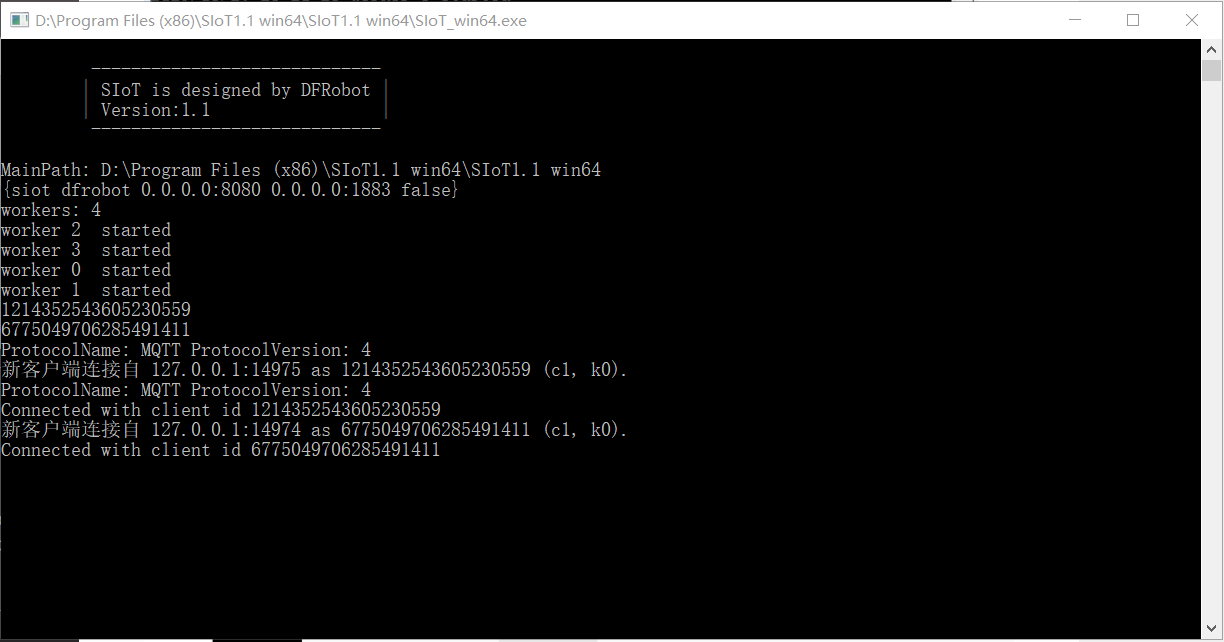 D:\Program Files (x86)\SIoT1.1 win64\SIoT1.1 win64\SIoT_win64.exe
-----------------------------
| SIoT is designed by DFRobot |
| Version:1.1 |
-----------------------------
MainPath: D:\Program Files (x86)\SIoT1.1 win64\SIoT1.1 win64
{siot dfrobot 0.0.0.0:8080 0.0.0.0:1883 false}
workers: 4
worker 2  started
worker 3  started
worker 0  started
worker 1  started
1214352543605230559
6775049706285491411
ProtocolName: MQTT ProtocolVersion: 4
新客户端连接自 127.0.0.1:14975 as 1214352543605230559 (c1, k0).
ProtocolName: MQTT ProtocolVersion: 4
Connected with client id 1214352543605230559
新客户端连接自 127.0.0.1:14974 as 6775049706285491411 (c1, k0).
Connected with client id 6775049706285491411